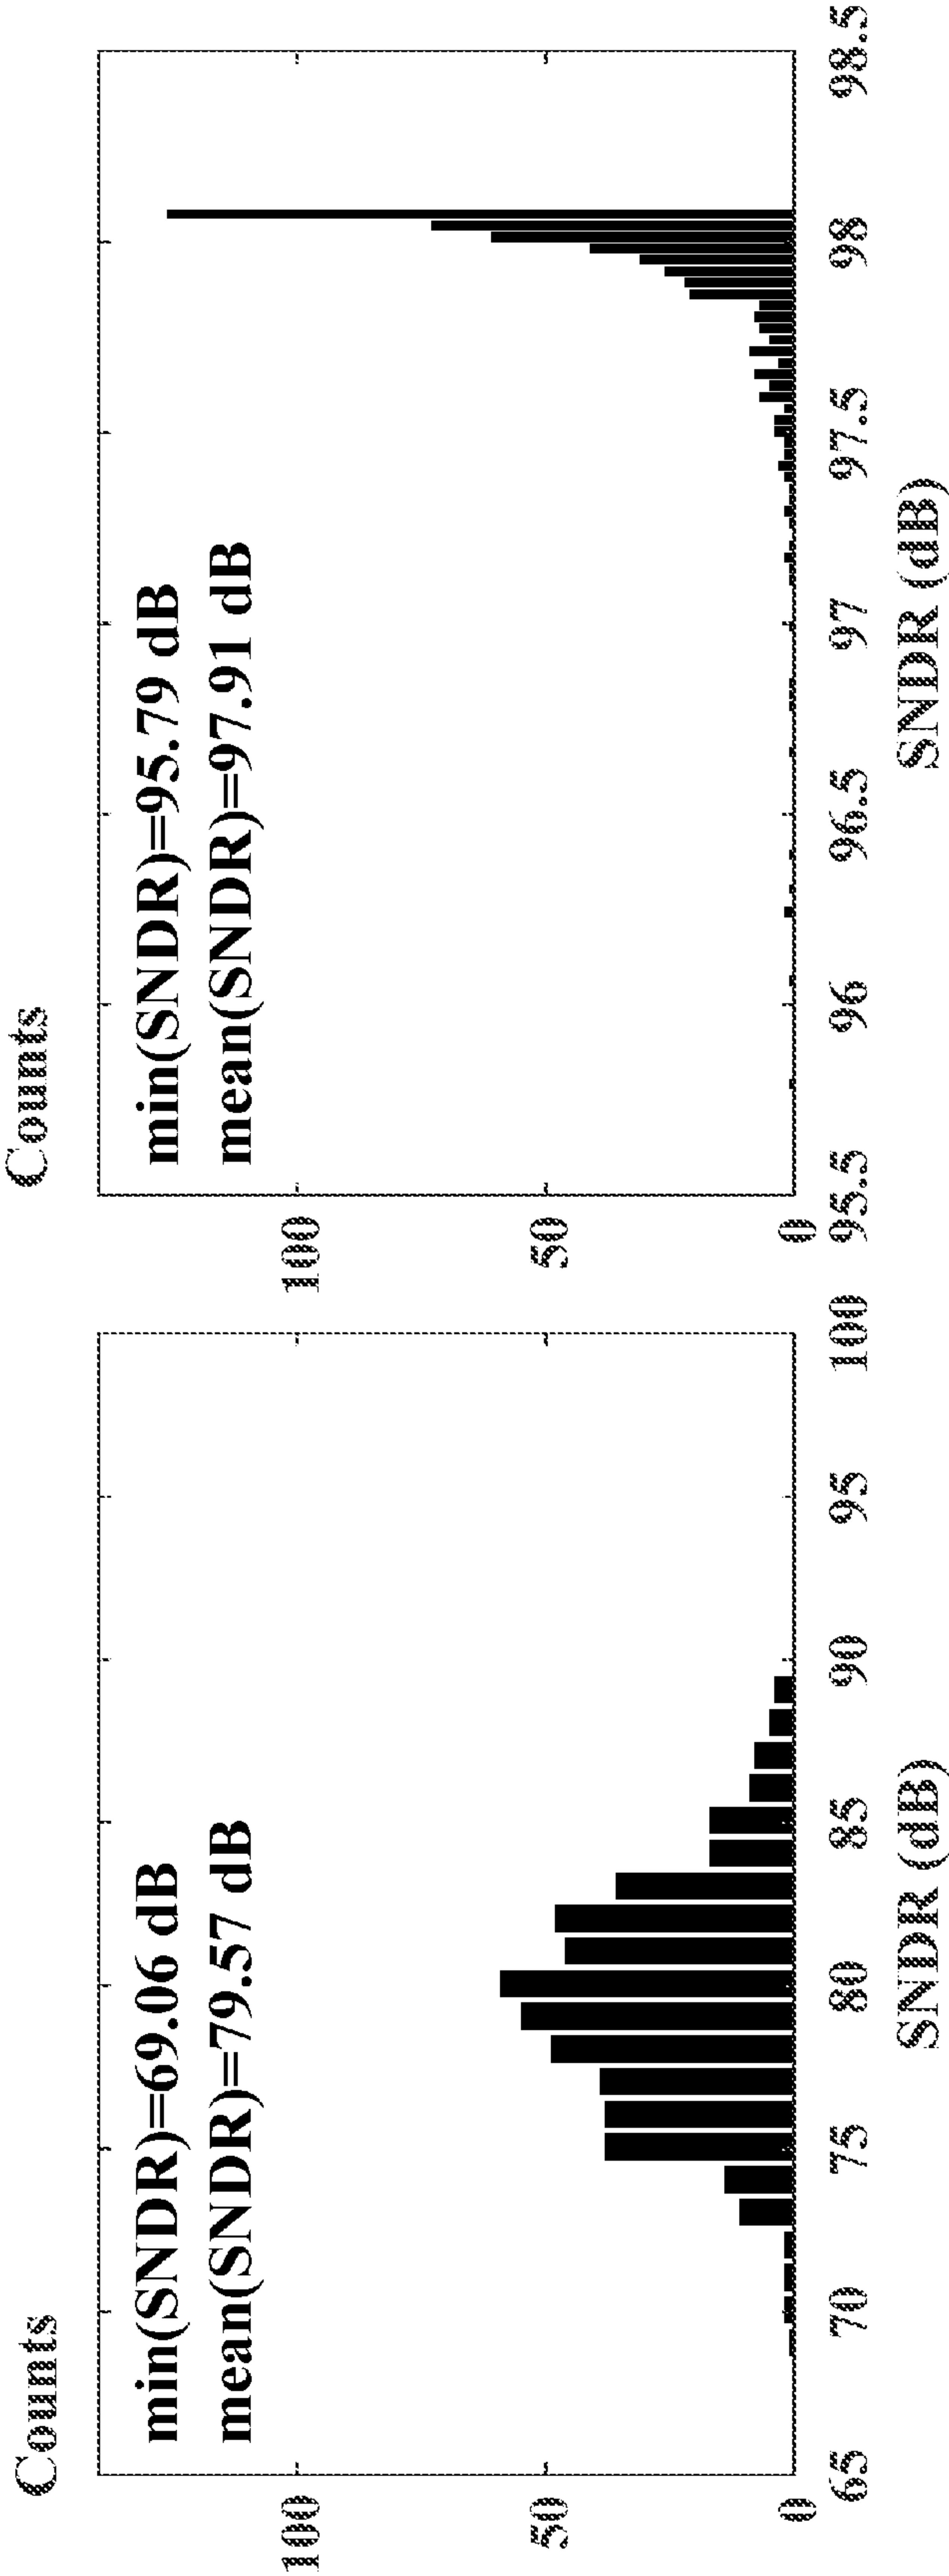 Counts
min(SNDR)=69.06 dB
mean(SNDR)=79.57 dB
100
50
0
65 70 75 80 85 90 95 100
SNDR (dB)
Counts
min(SNDR)=95.79 dB
mean(SNDR)=97.91 dB
100
50
0
95.5 96 96.5 97 97.5 98 98.5
SNDR (dB)